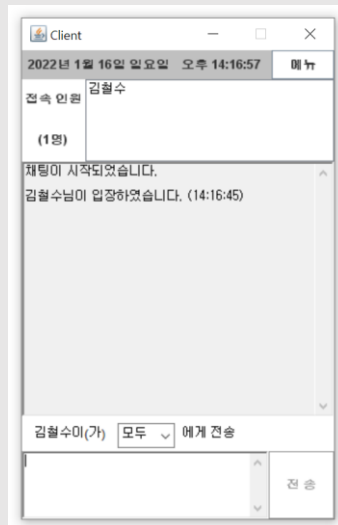 Client
2022년 1월 16일 일요일 오후 14:16:57 메뉴
접속 인원
(1명)
김철수
채팅이 시작되었습니다.
김철수님이 입장하였습니다. (14:16:45)
김철수이(가) 모두 에게 전송
전송